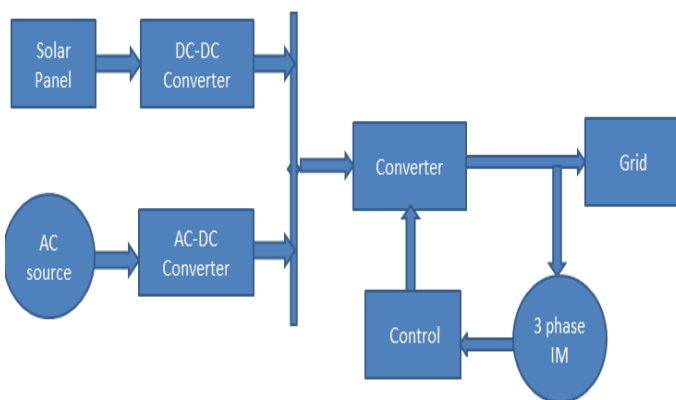 Solar
Panel
DC-DC
Converter
Converter
Grid
AC
source
AC-DC
Converter
Control
3 phase
IM